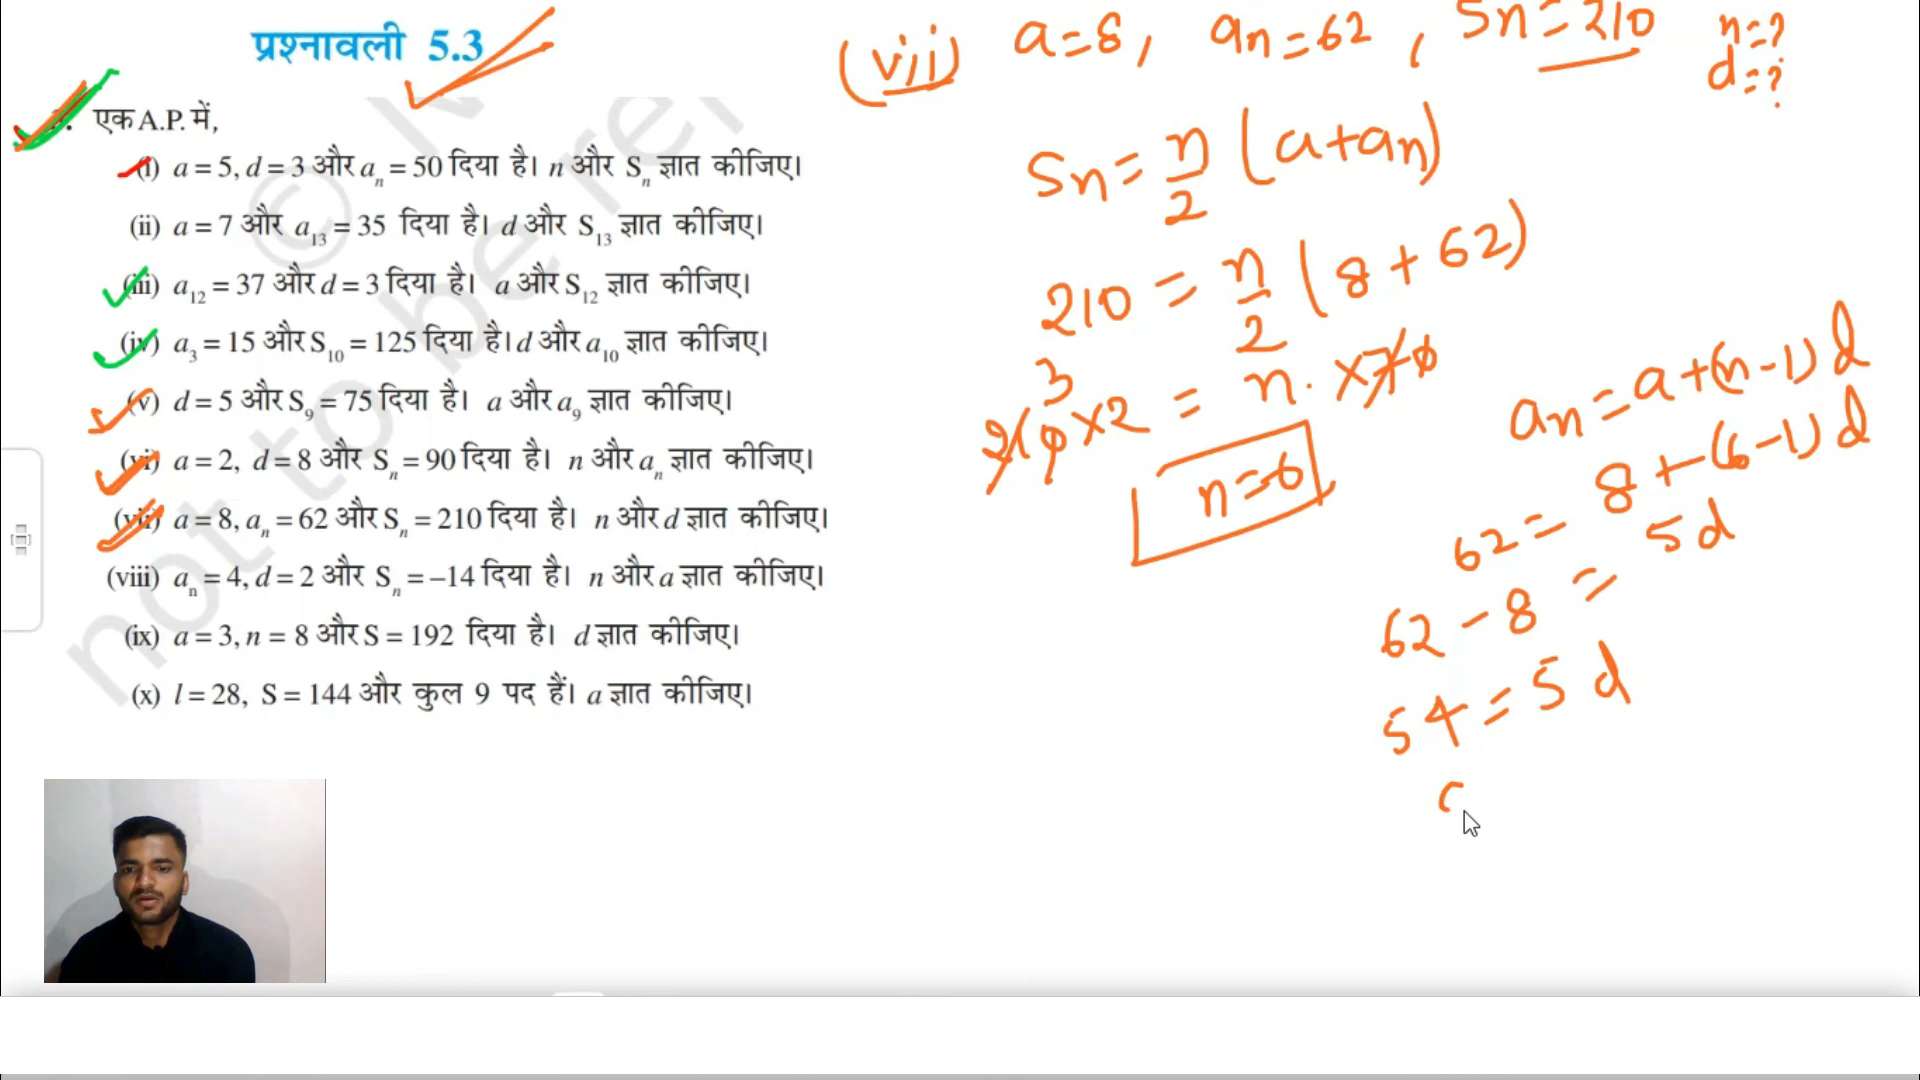 प्रश्नावली 5.3
एक A.P. में,
(i) a = 5, d = 3 और aₙ = 50 दिया है। n और Sₙ ज्ञात कीजिए।
(ii) a = 7 और a₁₃ = 35 दिया है। d और S₁₃ ज्ञात कीजिए।
(iii) a₁₂ = 37 और d = 3 दिया है। a और S₁₂ ज्ञात कीजिए।
(iv) a₃ = 15 और S₁₀ = 125 दिया है। d और a₁₀ ज्ञात कीजिए।
(v) d = 5 और S₉ = 75 दिया है। a और a₉ ज्ञात कीजिए।
(vi) a = 2, d = 8 और Sₙ = 90 दिया है। n और aₙ ज्ञात कीजिए।
(vii) a = 8, aₙ = 62 और Sₙ = 210 दिया है। n और d ज्ञात कीजिए।
(viii) aₙ = 4, d = 2 और Sₙ = –14 दिया है। n और a ज्ञात कीजिए।
(ix) a = 3, n = 8 और S = 192 दिया है। d ज्ञात कीजिए।
(x) l = 28, S = 144 और कुल 9 पद हैं। a ज्ञात कीजिए।
not to be re
(vii) a=8, an=62, Sn=210 n=?
d=?
Sn = n/2 (a+an)
210 = n/2 (8+62)
3
210×2 = n. ×70
n=6
an=a+(n-1)d
62= 8+(6-1)d
62-8 = 5d
54=5d